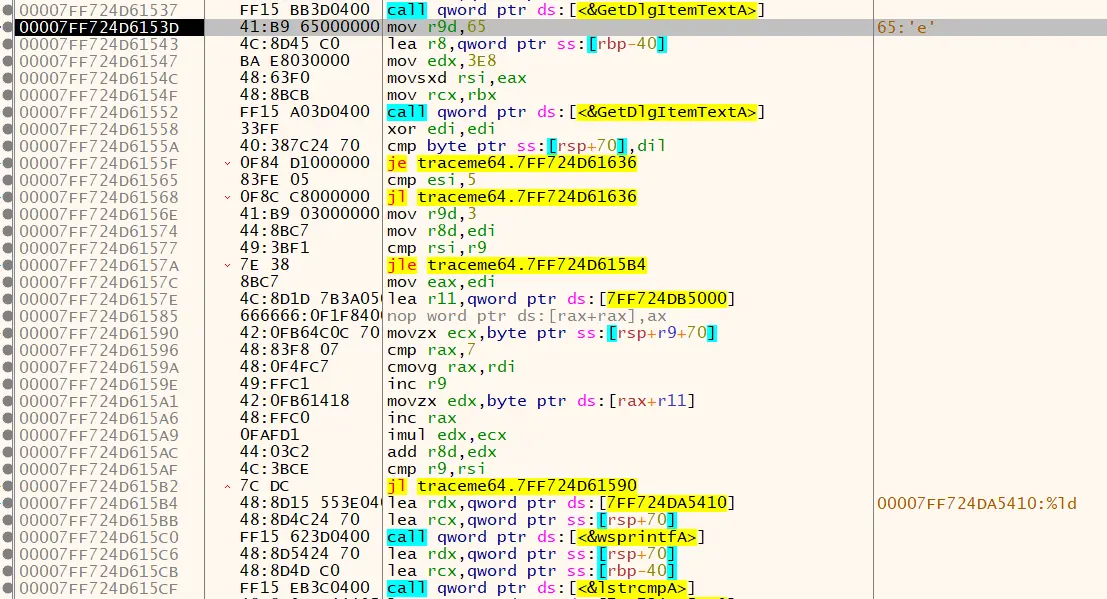 00007FF724D61537 FF15 BB3D0400 call qword ptr ds:[<&GetDlgItemTextA>]
00007FF724D6153D 41:B9 65000000 mov r9d,65 65:'e'
00007FF724D61543 4C:8D45 C0 lea r8,qword ptr ss:[rbp-40]
00007FF724D61547 BA E8030000 mov edx,3E8
00007FF724D6154C 48:63F0 movsxd rsi,eax
00007FF724D6154F 48:8BCB mov rcx,rbx
00007FF724D61552 FF15 A03D0400 call qword ptr ds:[<&GetDlgItemTextA>]
00007FF724D61558 33FF xor edi,edi
00007FF724D6155A 40:387C24 70 cmp byte ptr ss:[rsp+70],dil
00007FF724D6155F 0F84 D1000000 je traceme64.7FF724D61636
00007FF724D61565 83FE 05 cmp esi,5
00007FF724D61568 0F8C C8000000 jl traceme64.7FF724D61636
00007FF724D6156E 41:B9 03000000 mov r9d,3
00007FF724D61574 44:8BC7 mov r8d,edi
00007FF724D61577 49:3BF1 cmp rsi,r9
00007FF724D6157A 7E 38 jle traceme64.7FF724D615B4
00007FF724D6157C 8BC7 mov eax,edi
00007FF724D6157E 4C:8D1D 7B3A050 lea r11,qword ptr ds:[7FF724DB5000]
00007FF724D61585 666666:0F1F8400 nop word ptr ds:[rax+rax],ax
00007FF724D61590 42:0FB64C0C 70 movzx ecx,byte ptr ss:[rsp+r9+70]
00007FF724D61596 48:83F8 07 cmp rax,7
00007FF724D6159A 48:0F4FC7 cmovg rax,rdi
00007FF724D6159E 49:FFC1 inc r9
00007FF724D615A1 42:0FB61418 movzx edx,byte ptr ds:[rax+r11]
00007FF724D615A6 48:FFC0 inc rax
00007FF724D615A9 0FAFD1 imul edx,ecx
00007FF724D615AC 44:03C2 add r8d,edx
00007FF724D615AF 4C:3BCE cmp r9,rsi
00007FF724D615B2 7C DC jl traceme64.7FF724D61590
00007FF724D615B4 48:8D15 553E040 lea rdx,qword ptr ds:[7FF724DA5410] 00007FF724DA5410:%ld
00007FF724D615BB 48:8D4C24 70 lea rcx,qword ptr ss:[rsp+70]
00007FF724D615C0 FF15 623D0400 call qword ptr ds:[<&wsprintfA>]
00007FF724D615C6 48:8D5424 70 lea rdx,qword ptr ss:[rsp+70]
00007FF724D615CB 48:8D4D C0 lea rcx,qword ptr ss:[rbp-40]
00007FF724D615CF FF15 EB3C0400 call qword ptr ds:[<&lstrcmpA>]